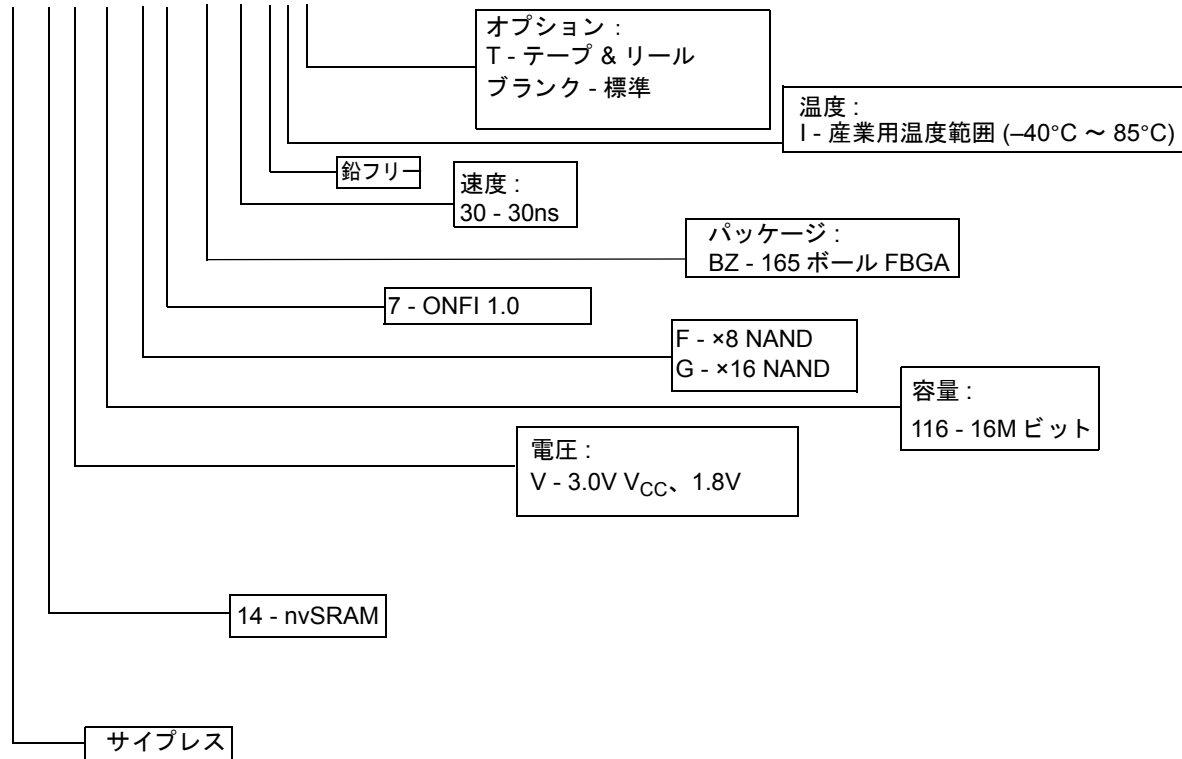 オプション :
T - テープ & リール
ブランク - 標準
温度 :
I - 産業用温度範囲 (–40°C ～ 85°C)
鉛フリー
速度 :
30 - 30ns
パッケージ :
BZ - 165 ボール FBGA
7 - ONFI 1.0
F - ×8 NAND
G - ×16 NAND
容量 :
116 - 16M ビット
電圧 :
V - 3.0V VCC、1.8V
14 - nvSRAM
サイプレス